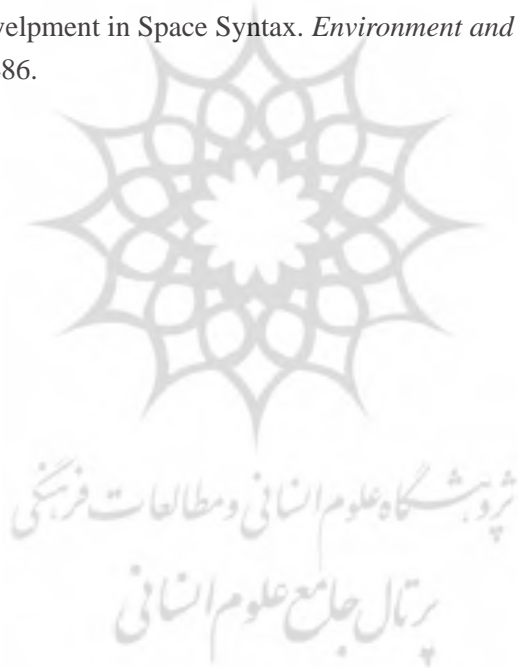 velpment in Space Syntax. Environment and
86.
پژوهشگاه علوم انسانی و مطالعات فرهنگی
پرتال جامع علوم انسانی